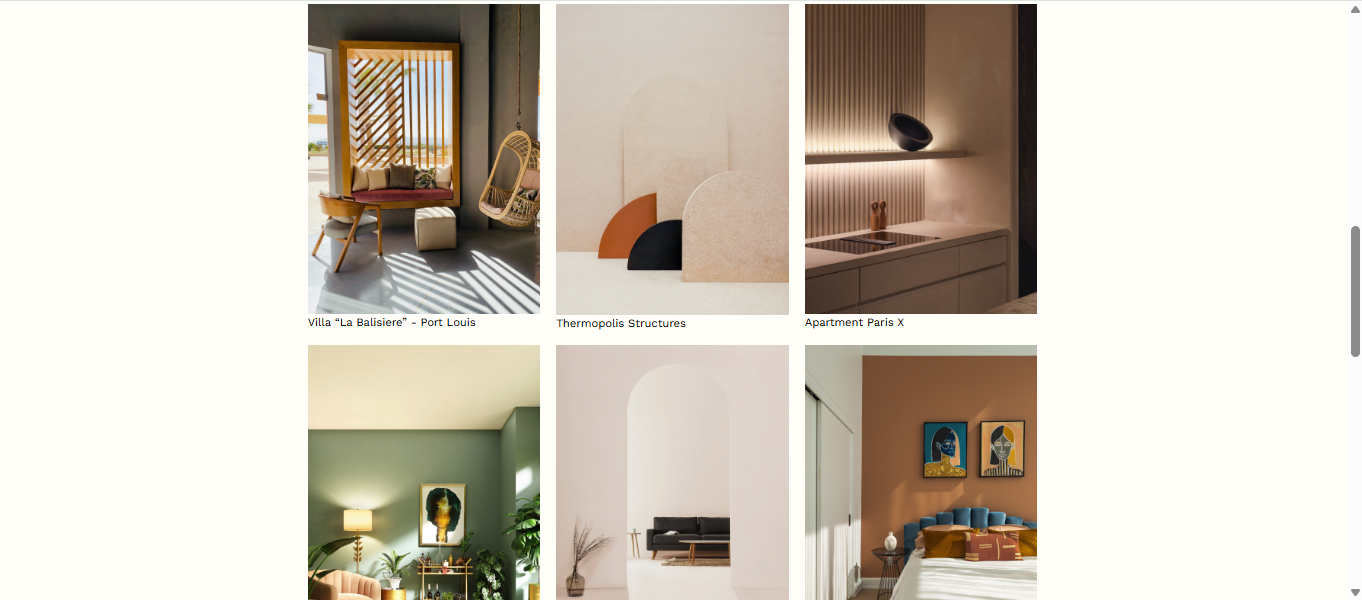 Villa “La Balisiere” - Port Louis
Thermopolis Structures
Apartment Paris X